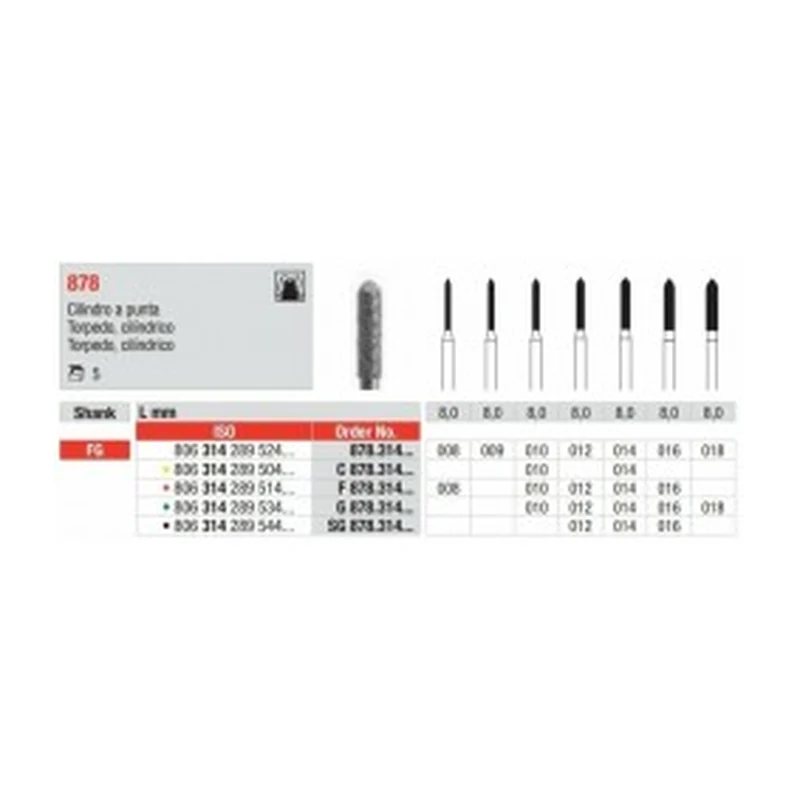 878
Cilindro a punta
Torpedo, cilíndrico
Torpedo, cilíndrico
5
Shank L mm 8,0 8,0 8,0 8,0 8,0 8,0 8,0
ISO Order No.
FG 806 314 289 524... 878.314... 008 009 010 012 014 016 018
806 314 289 504... C 878.314... 010 014
806 314 289 514... F 878.314... 008 010 012 014 016
806 314 289 534... G 878.314... 010 012 014 016 018
806 314 289 544... SG 878.314... 012 014 016